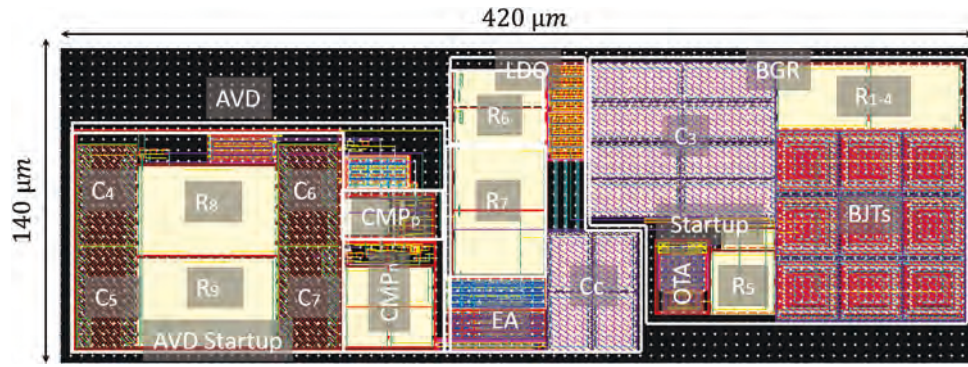 420 μm
140 μm
AVD
LDO
BGR
R6
C3
R1-4
C4
R8
C6
CMPp
R7
Startup
BJTs
C5
R9
C7
CMPn
EA
Cc
OTA
R5
AVD Startup